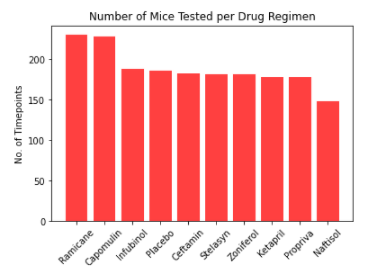 Number of Mice Tested per Drug Regimen
No. of Timepoints
200
150
100
50
0
Ramicane
Capomulin
Infubinol
Placebo
Ceftamin
Stelasyn
Zoniferol
Ketapril
Propriva
Naftisol